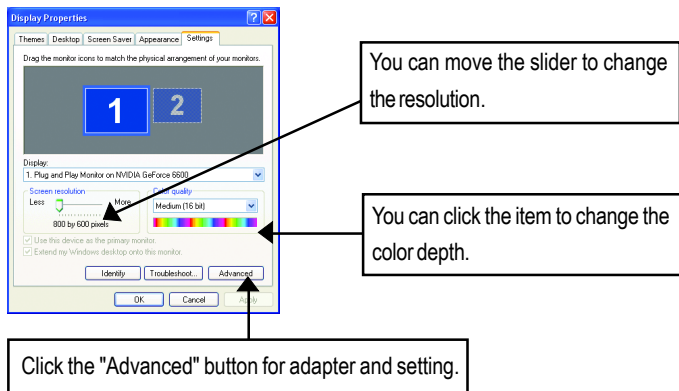 Display Properties
Themes Desktop Screen Saver Appearance Settings
Drag the monitor icons to match the physical arrangement of your monitors.
1 2
You can move the slider to change
the resolution.
Display:
1. Plug and Play Monitor on NVIDIA GeForce 6600
Screen resolution
Less More
800 by 600 pixels
Color quality
Medium (16 bit)
You can click the item to change the
color depth.
Use this device as the primary monitor.
Extend my Windows desktop onto this monitor.
Identify Troubleshoot... Advanced
OK Cancel Apply
Click the "Advanced" button for adapter and setting.